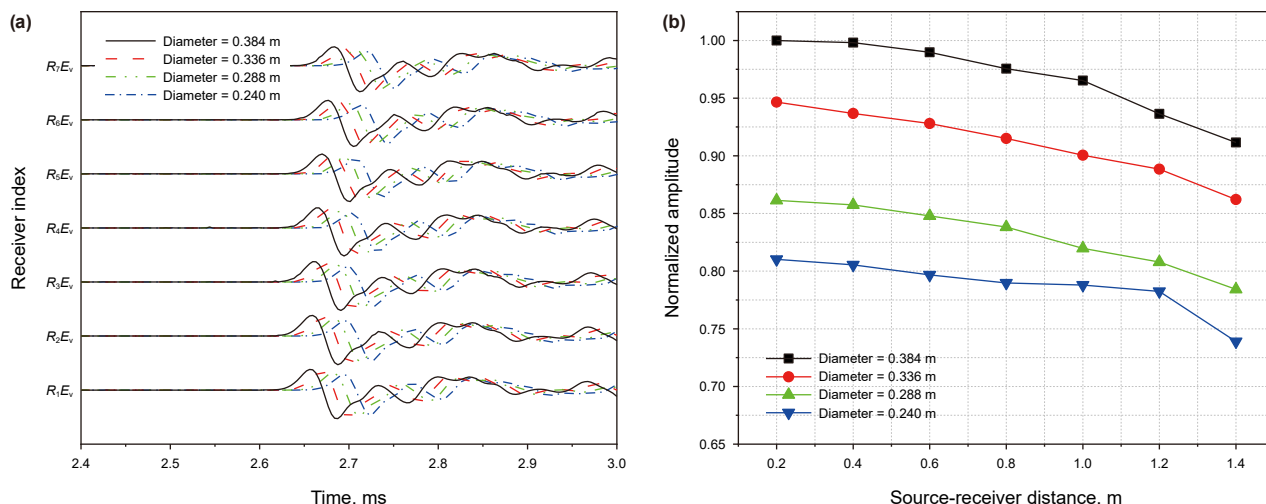 (a)
Diameter = 0.384 m
Diameter = 0.336 m
Diameter = 0.288 m
Diameter = 0.240 m
Receiver index
R7Ev
R6Ev
R5Ev
R4Ev
R3Ev
R2Ev
R1Ev
2.4 2.5 2.6 2.7 2.8 2.9 3.0
Time, ms
(b)
Normalized amplitude
1.00
0.95
0.90
0.85
0.80
0.75
0.70
0.65
Diameter = 0.384 m
Diameter = 0.336 m
Diameter = 0.288 m
Diameter = 0.240 m
0.2 0.4 0.6 0.8 1.0 1.2 1.4
Source-receiver distance, m